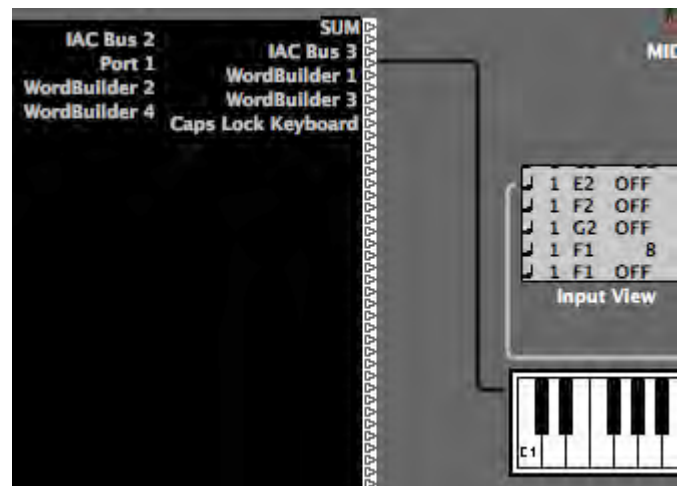 SUM
IAC Bus 2
IAC Bus 3
Port 1
WordBuilder 1
WordBuilder 2
WordBuilder 3
WordBuilder 4
Caps Lock Keyboard
MID
1 E2 OFF
1 F2 OFF
1 G2 OFF
1 F1 8
1 F1 OFF
Input View
C1